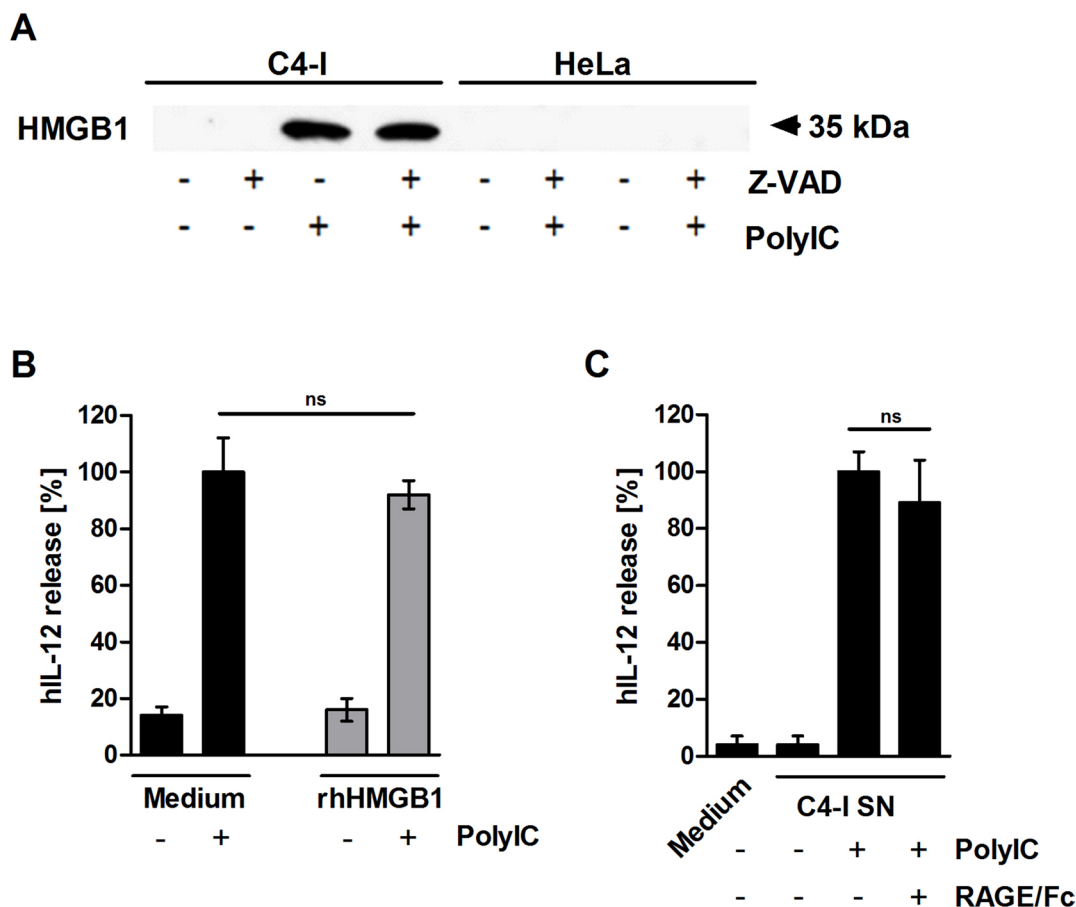 A
C4-I HeLa
HMGB1 35 kDa
- + - + - + - + Z-VAD
- - + + - + - + PolyIC
B
ns
120
100
80
60
40
20
0
hIL-12 release [%]
Medium rhHMGB1
- + - + PolyIC
C
ns
120
100
80
60
40
20
0
hIL-12 release [%]
Medium
C4-I SN
- - + + PolyIC
- - - + RAGE/Fc